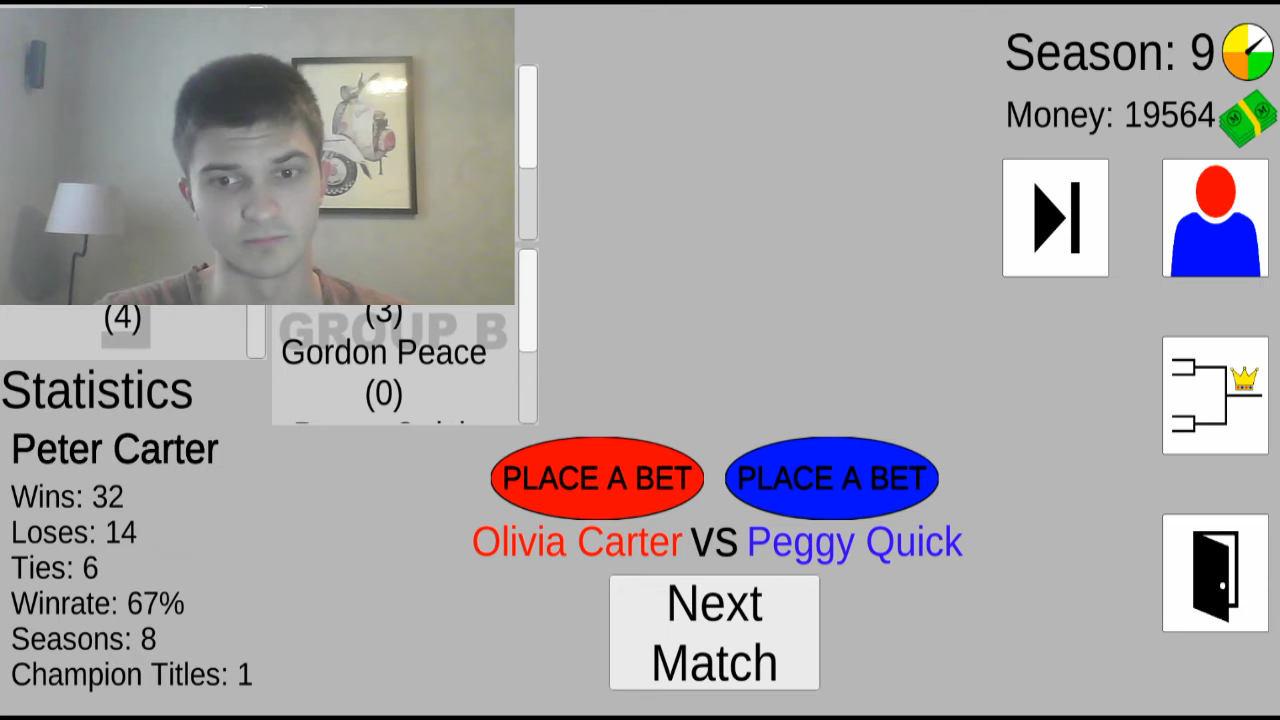 Season: 9
Money: 19564
(4)
(3)
GROUP B
Gordon Peace
(0)
Statistics
Peter Carter
Wins: 32
Loses: 14
Ties: 6
Winrate: 67%
Seasons: 8
Champion Titles: 1
PLACE A BET PLACE A BET
Olivia Carter VS Peggy Quick
Next
Match